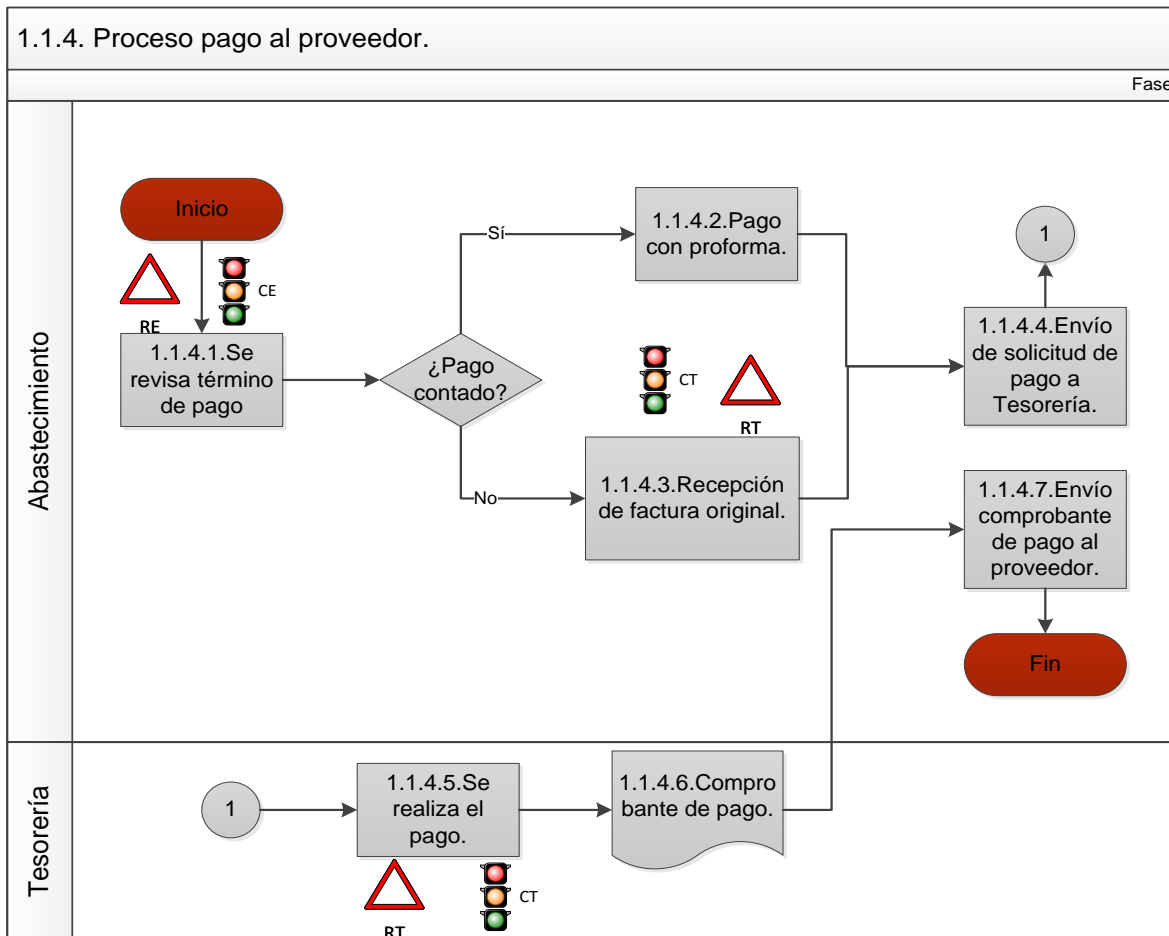 1.1.4. Proceso pago al proveedor.
Fase
Abastecimiento
Inicio
RE
CE
1.1.4.1.Se
revisa término
de pago
¿Pago
contado?
Sí
No
1.1.4.2.Pago
con proforma.
CT
RT
1.1.4.3.Recepción
de factura original.
1
1.1.4.4.Envío
de solicitud de
pago a
Tesorería.
1.1.4.7.Envío
comprobante
de pago al
proveedor.
Fin
Tesorería
1
1.1.4.5.Se
realiza el
pago.
RT
CT
1.1.4.6.Compro
bante de pago.